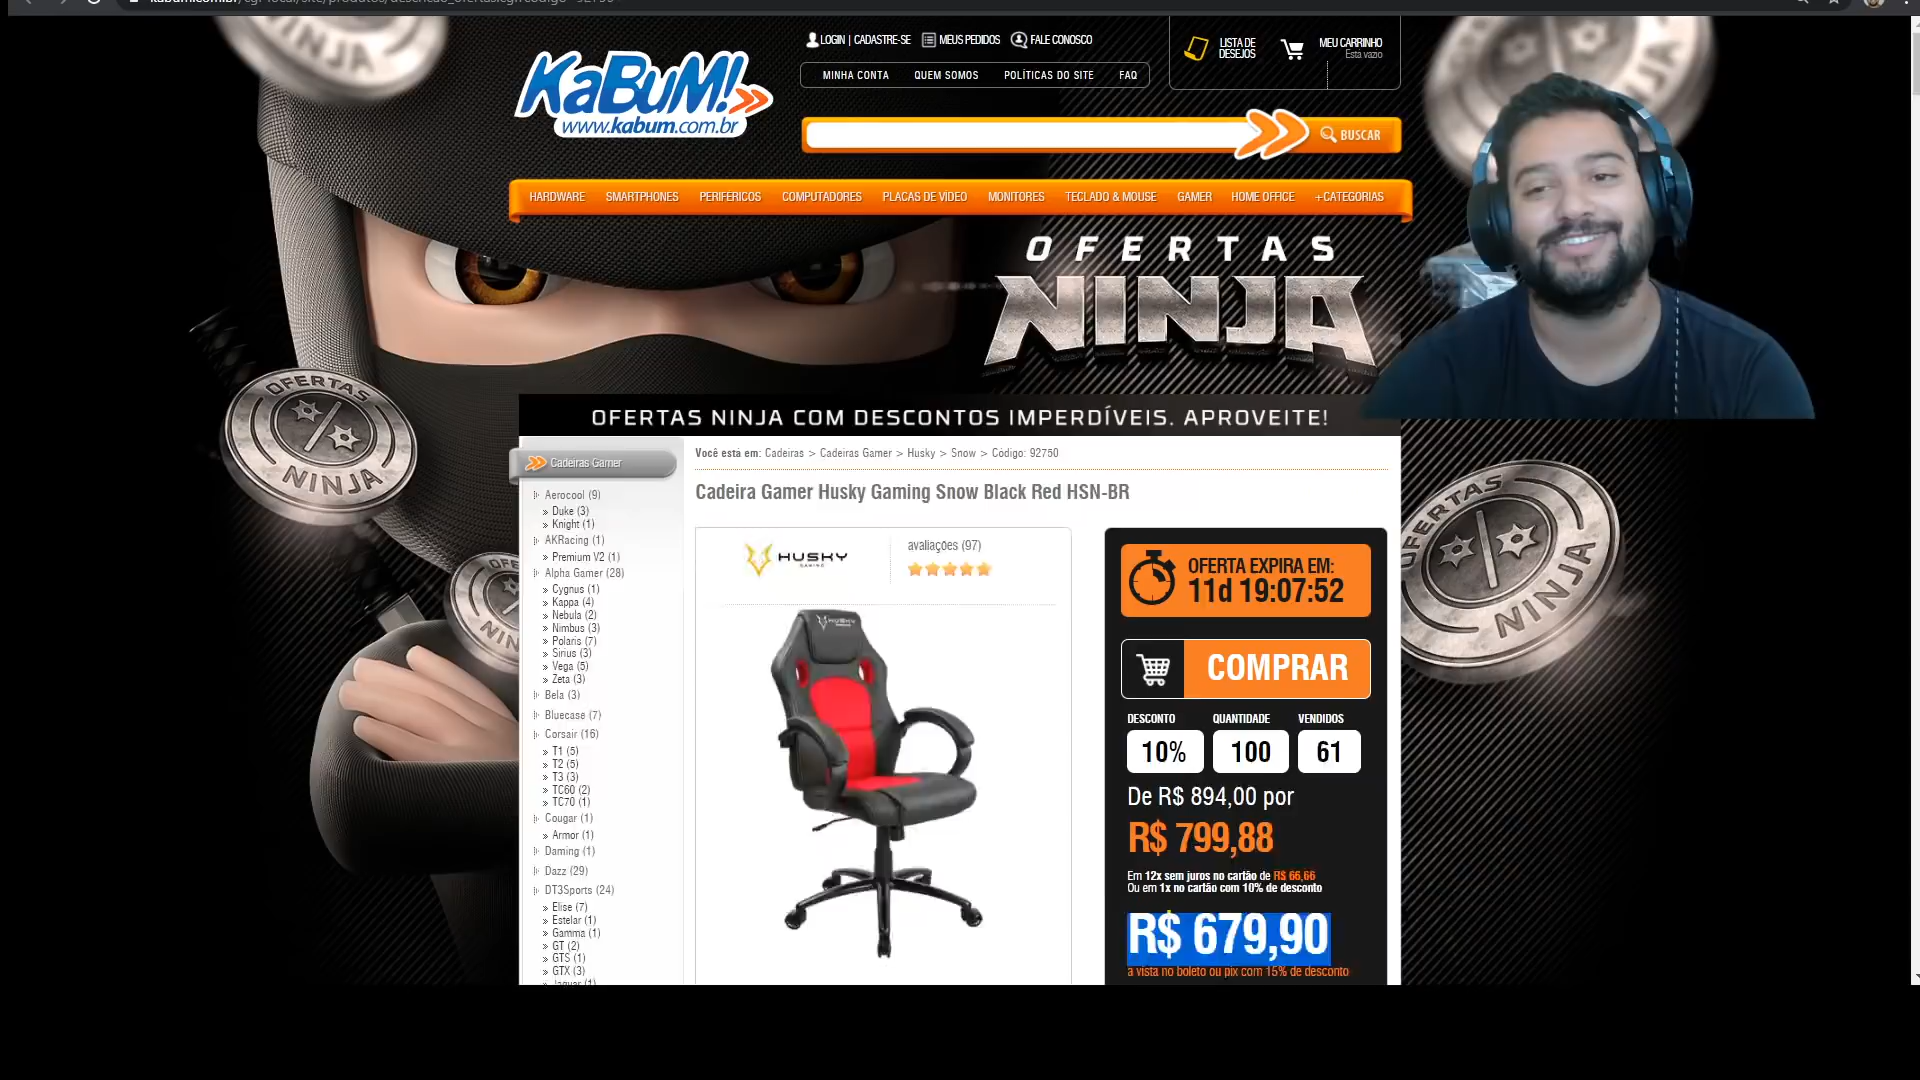 LOGIN | CADASTRE-SE MEUS PEDIDOS FALE CONOSCO
LISTA DE DESEJOS
MEU CARRINHO
Está vazio
KaBuM!
www.kabum.com.br
MINHA CONTA QUEM SOMOS POLÍTICAS DO SITE FAQ
BUSCAR
HARDWARE SMARTPHONES PERIFÉRICOS COMPUTADORES PLACAS DE VÍDEO MONITORES TECLADO & MOUSE GAMER HOME OFFICE +CATEGORIAS
OFERTAS
NINJA
OFERTAS
NINJA
OFERTAS
NINJA
OFERTAS NINJA COM DESCONTOS IMPERDÍVEIS. APROVEITE!
Cadeiras Gamer
Aerocool (9)
Duke (3)
Knight (1)
AKRacing (1)
Premium V2 (1)
Alpha Gamer (28)
Cygnus (1)
Kappa (4)
Nebula (2)
Nimbus (3)
Polaris (7)
Sirius (3)
Vega (5)
Zeta (3)
Bela (3)
Bluecase (7)
Corsair (16)
T1 (5)
T2 (5)
T3 (3)
TC60 (2)
TC70 (1)
Cougar (1)
Armor (1)
Daming (1)
Dazz (29)
DT3Sports (24)
Elise (7)
Estelar (1)
Gamma (1)
GT (2)
GTS (1)
GTX (3)
Você está em: Cadeiras > Cadeiras Gamer > Husky > Snow > Código: 92750
Cadeira Gamer Husky Gaming Snow Black Red HSN-BR
HUSKY
GAMING
avaliações (97)
HUSKY
OFERTA EXPIRA EM:
11d 19:07:52
COMPRAR
DESCONTO QUANTIDADE VENDIDOS
10% 100 61
De R$ 894,00 por
R$ 799,88
Em 12x sem juros no cartão de R$ 66,66
Ou em 1x no cartão com 10% de desconto
R$ 679,90
à vista no boleto ou pix com 15% de desconto